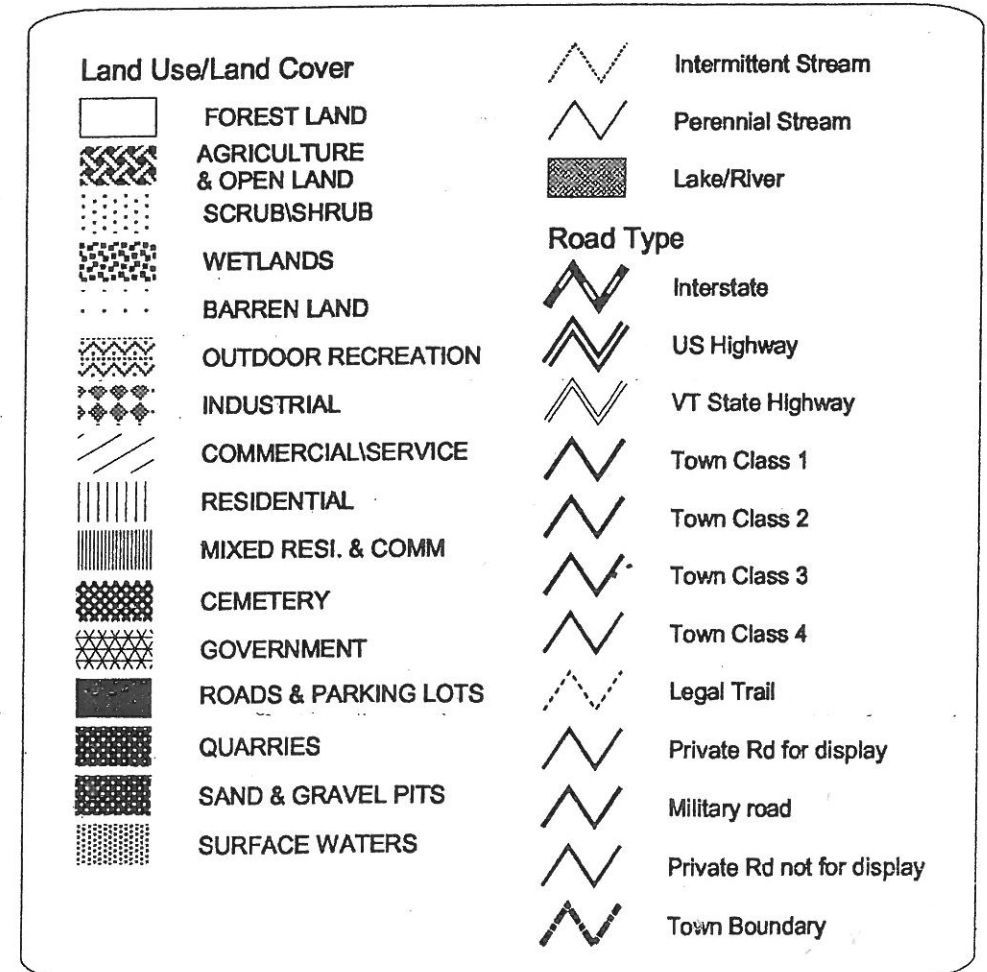 Land Use/Land Cover
FOREST LAND
AGRICULTURE
& OPEN LAND
SCRUB\SHRUB
WETLANDS
BARREN LAND
OUTDOOR RECREATION
INDUSTRIAL
COMMERCIAL\SERVICE
RESIDENTIAL
MIXED RESI. & COMM
CEMETERY
GOVERNMENT
ROADS & PARKING LOTS
QUARRIES
SAND & GRAVEL PITS
SURFACE WATERS
Intermittent Stream
Perennial Stream
Lake/River
Road Type
Interstate
US Highway
VT State Highway
Town Class 1
Town Class 2
Town Class 3
Town Class 4
Legal Trail
Private Rd for display
Military road
Private Rd not for display
Town Boundary